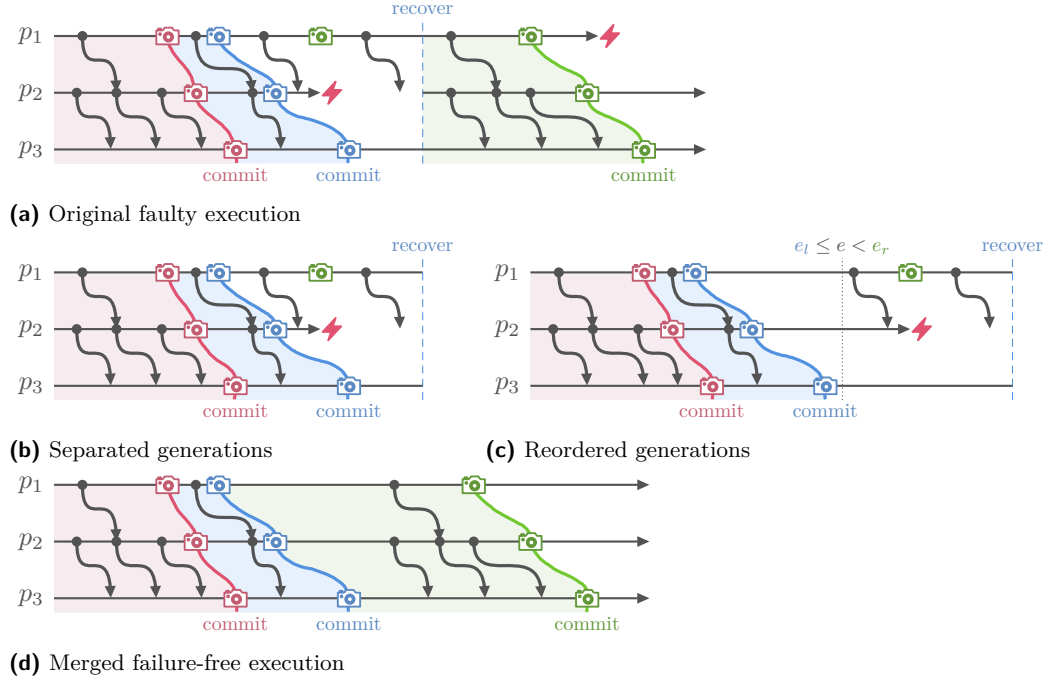 recover
p1
p2
p3
commit commit commit
(a) Original faulty execution
recover
p1
p2
p3
commit commit
(b) Separated generations
e_l ≤ e < e_r recover
p1
p2
p3
commit commit
(c) Reordered generations
p1
p2
p3
commit commit commit
(d) Merged failure-free execution